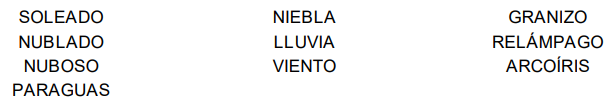 SOLEADO NIEBLA GRANIZO
NUBLADO LLUVIA RELÁMPAGO
NUBOSO VIENTO ARCOÍRIS
PARAGUAS